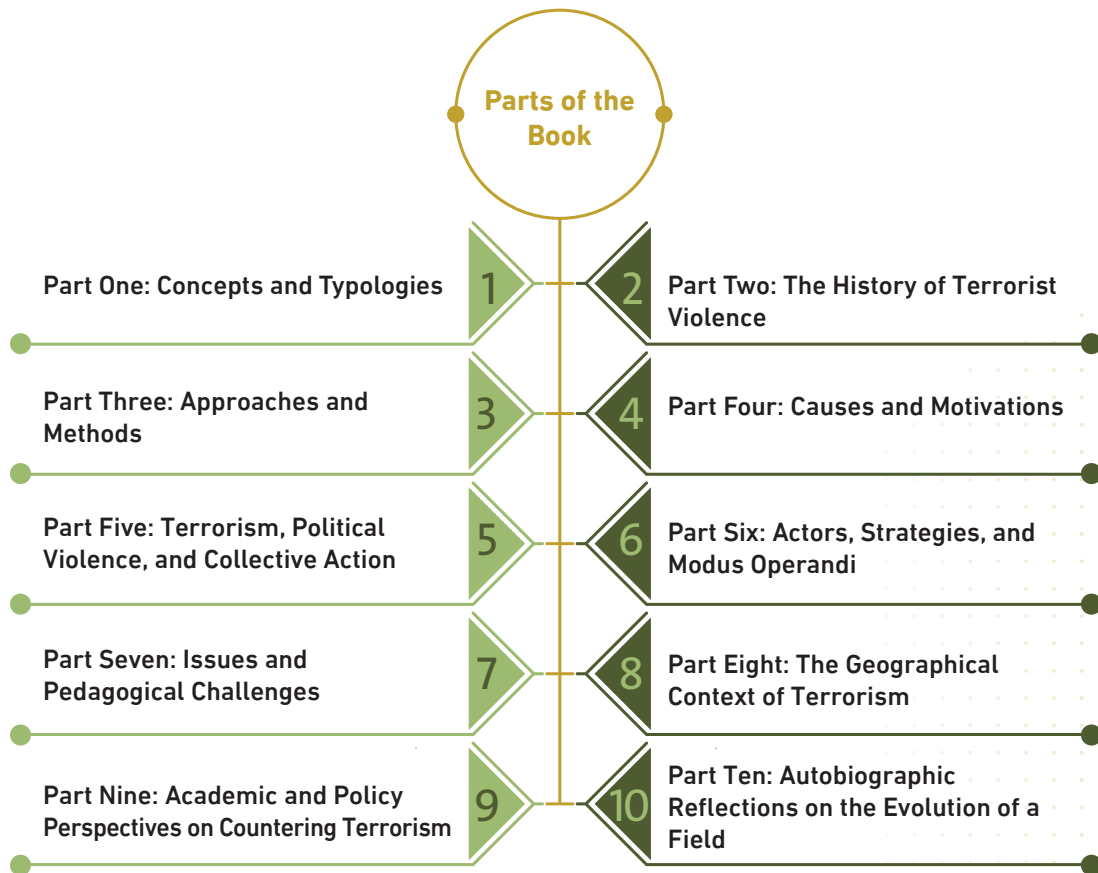 Parts of the
Book
Part One: Concepts and Typologies
1
2
Part Two: The History of Terrorist
Violence
Part Three: Approaches and
Methods
3
4
Part Four: Causes and Motivations
Part Five: Terrorism, Political
Violence, and Collective Action
5
6
Part Six: Actors, Strategies, and
Modus Operandi
Part Seven: Issues and
Pedagogical Challenges
7
8
Part Eight: The Geographical
Context of Terrorism
Part Nine: Academic and Policy
Perspectives on Countering Terrorism
9
10
Part Ten: Autobiographic
Reflections on the Evolution of a
Field